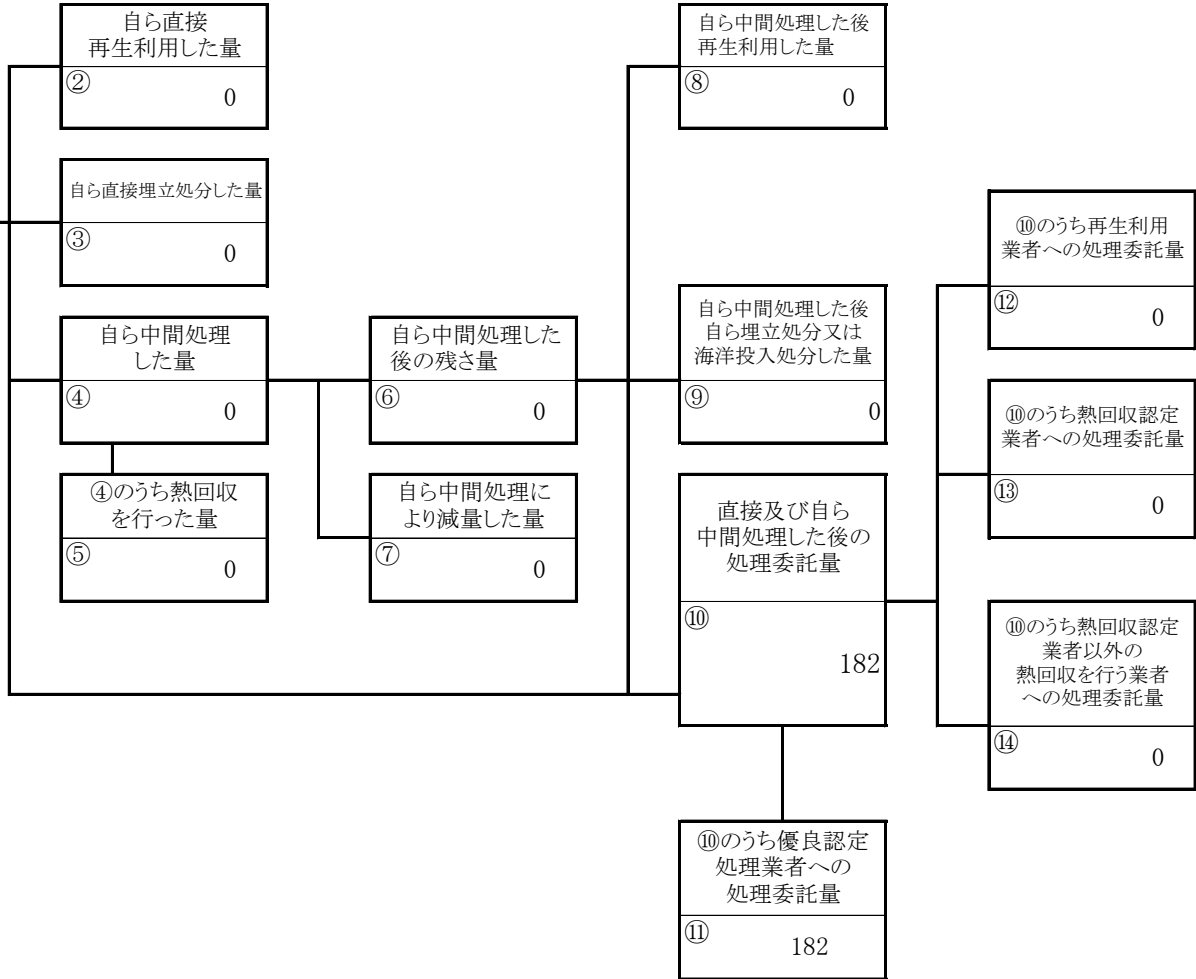 自ら直接
再生利用した量
②
0
自ら直接埋立処分した量
③
0
自ら中間処理
した量
④
0
④のうち熱回収
を行った量
⑤
0
自ら中間処理した
後の残さ量
⑥
0
自ら中間処理に
より減量した量
⑦
0
自ら中間処理した後
再生利用した量
⑧
0
自ら中間処理した後
自ら埋立処分又は
海洋投入処分した量
⑨
0
直接及び自ら
中間処理した後の
処理委託量
⑩
182
⑩のうち優良認定
処理業者への
処理委託量
⑪
182
⑩のうち再生利用
業者への処理委託量
⑫
0
⑩のうち熱回収認定
業者への処理委託量
⑬
0
⑩のうち熱回収認定
業者以外の
熱回収を行う業者
への処理委託量
⑭
0